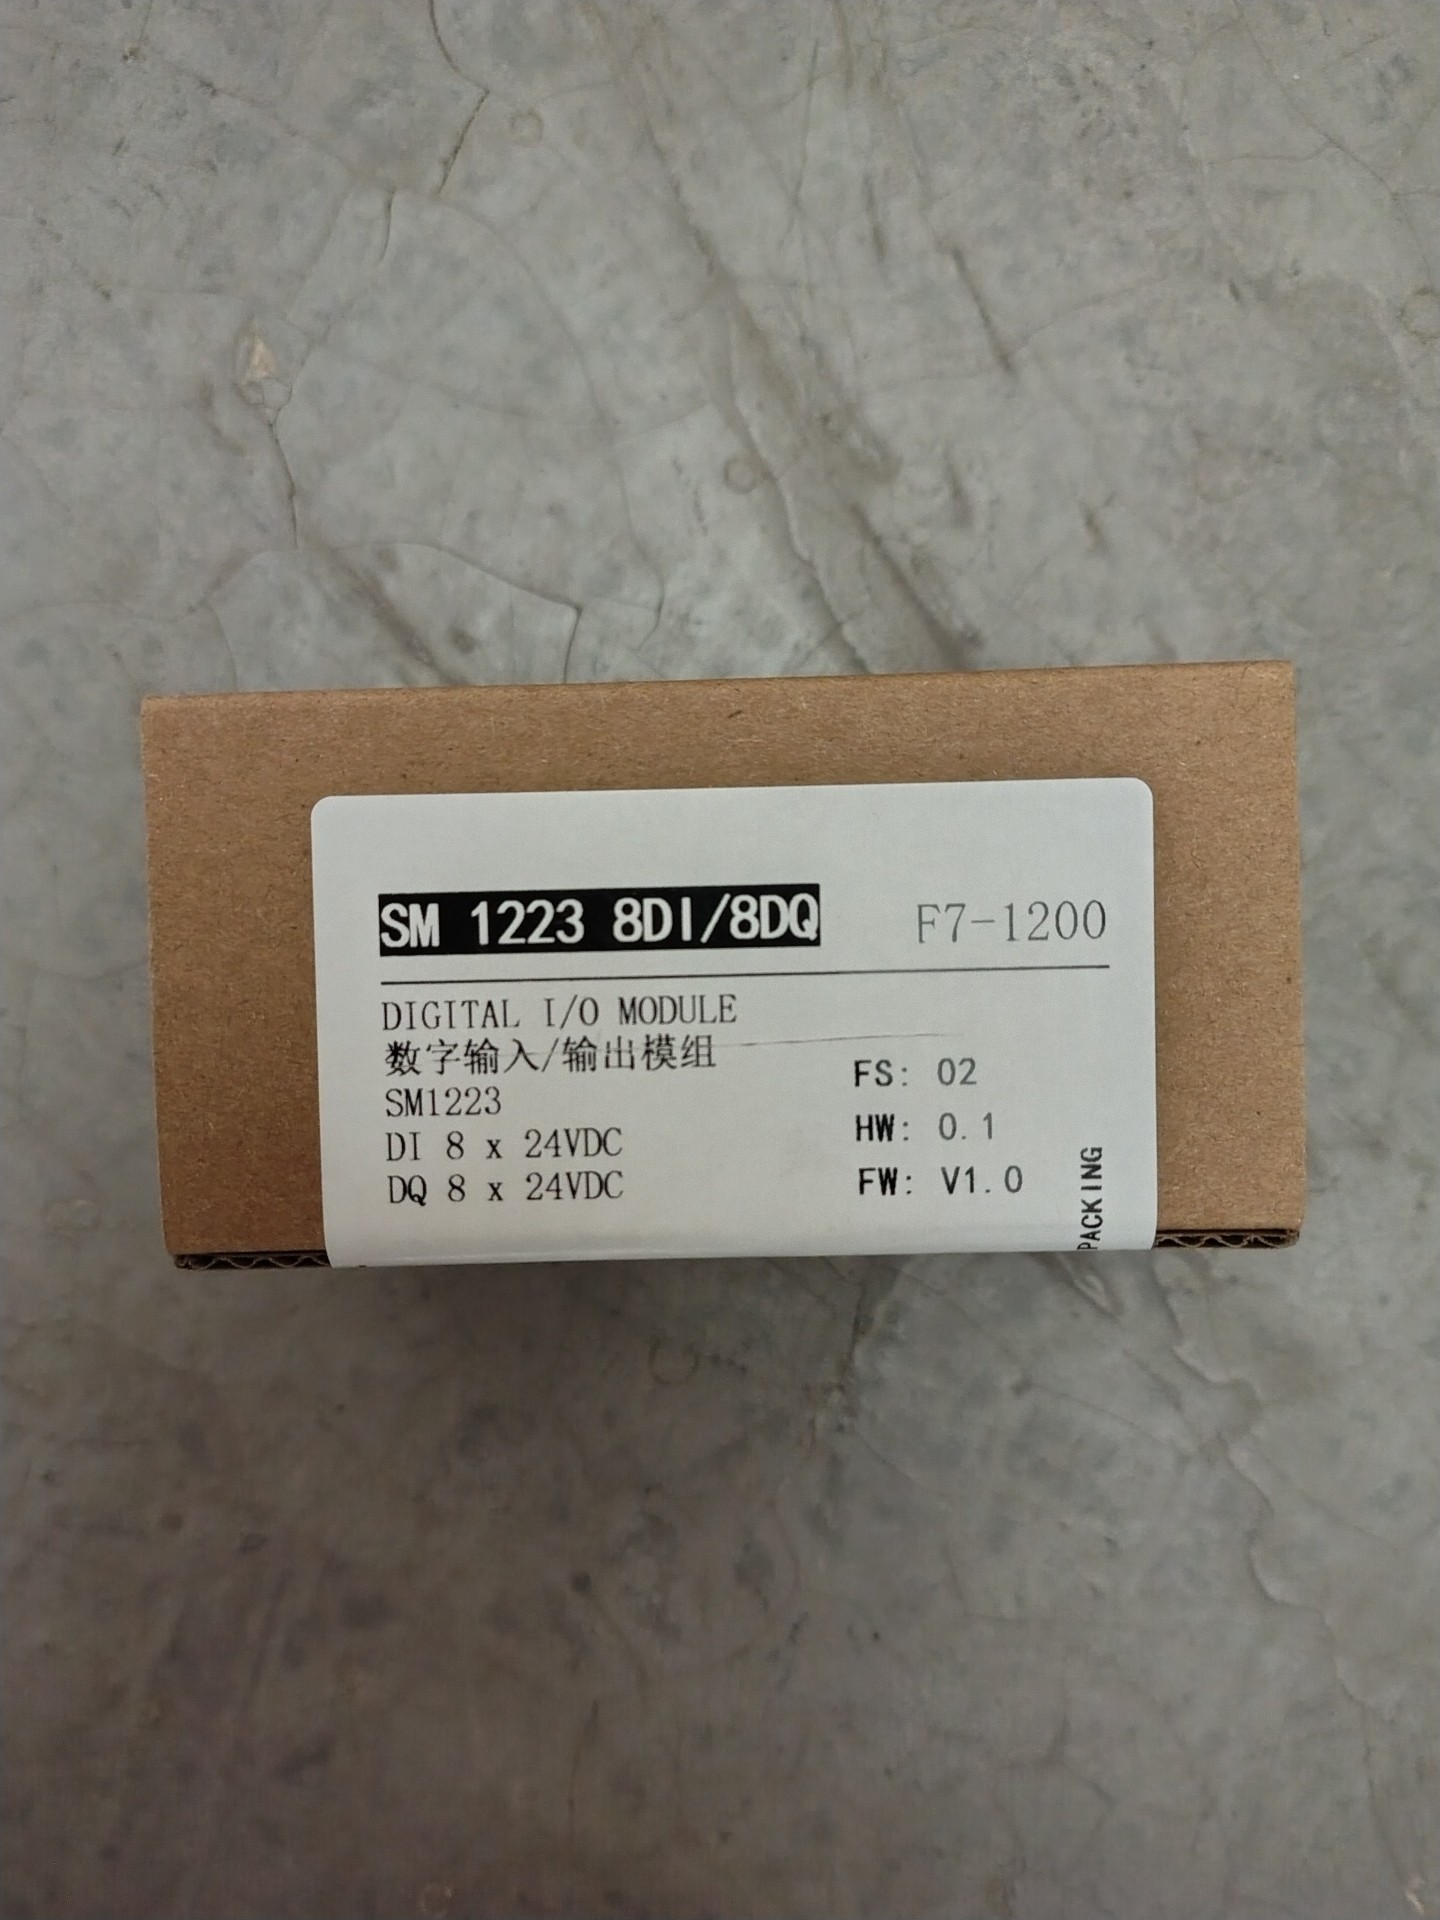 SM 1223 8DI/8DQ F7-1200
DIGITAL I/O MODULE
数字输入/输出模组
SM1223
DI 8 x 24VDC
DQ 8 x 24VDC
FS: 02
HW: 0.1
FW: V1.0
PACKING